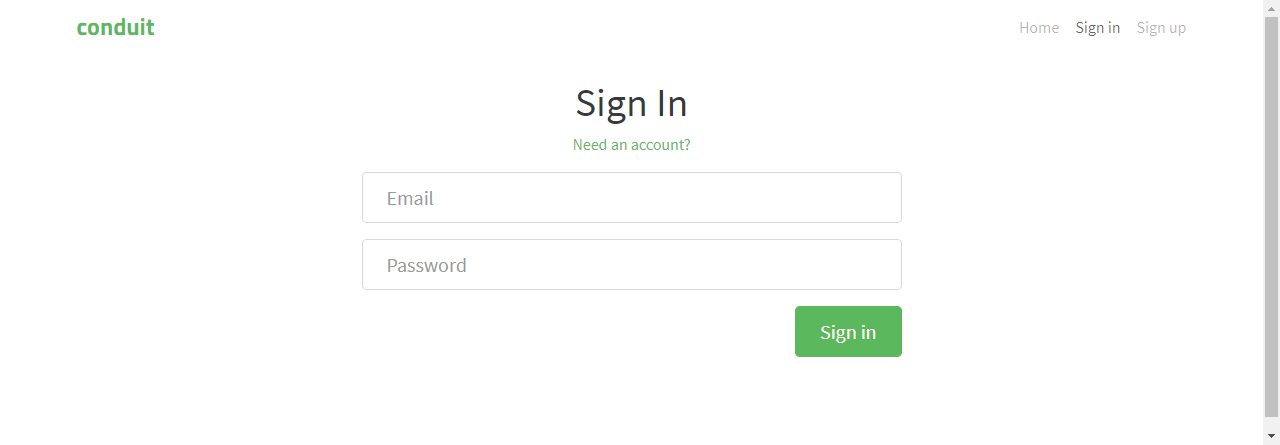 conduit
Home Sign in Sign up
Sign In
Need an account?
Email
Password
Sign in